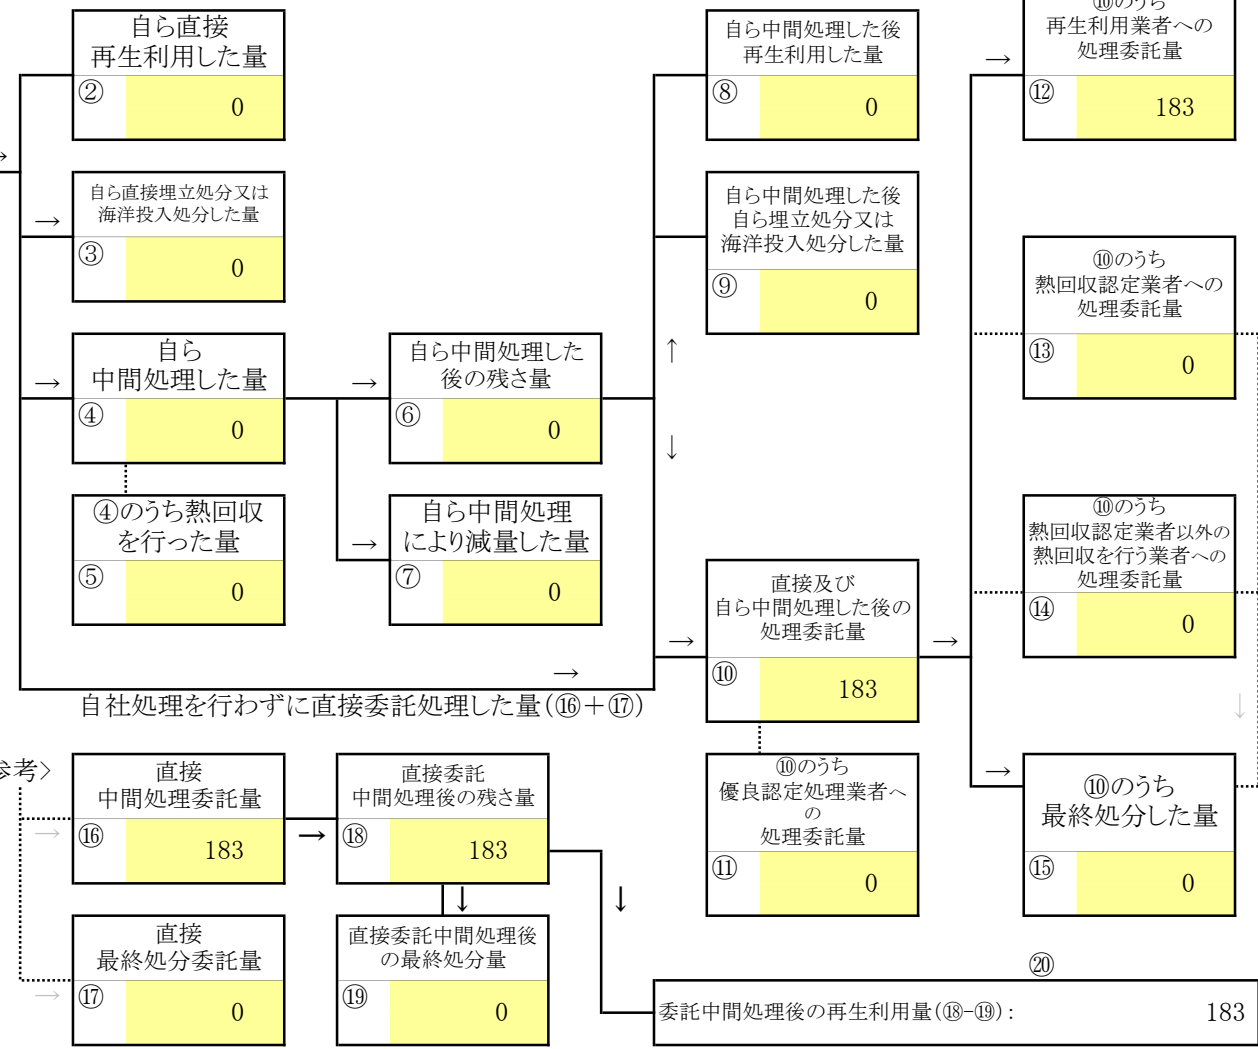 自ら直接
再生利用した量
②
0
自ら直接埋立処分又は
海洋投入処分した量
③
0
自ら
中間処理した量
④
0
④のうち熱回収
を行った量
⑤
0
自ら中間処理した
後の残さ量
⑥
0
自ら中間処理
により減量した量
⑦
0
自ら中間処理した後
再生利用した量
⑧
0
自ら中間処理した後
自ら埋立処分又は
海洋投入処分した量
⑨
0
直接及び
自ら中間処理した後の
処理委託量
⑩
183
⑩のうち
優良認定処理業者へ
の
処理委託量
⑪
0
⑩のうち
再生利用業者への
処理委託量
⑫
183
⑩のうち
熱回収認定業者への
処理委託量
⑬
0
⑩のうち
熱回収認定業者以外の
熱回収を行う業者への
処理委託量
⑭
0
⑩のうち
最終処分した量
⑮
0
自社処理を行わずに直接委託処理した量(⑯＋⑰)
参考>
直接
中間処理委託量
⑯
183
直接
最終処分委託量
⑰
0
直接委託
中間処理後の残さ量
⑱
183
直接委託中間処理後
の最終処分量
⑲
0
⑳
委託中間処理後の再生利用量(⑱-⑲)： 183